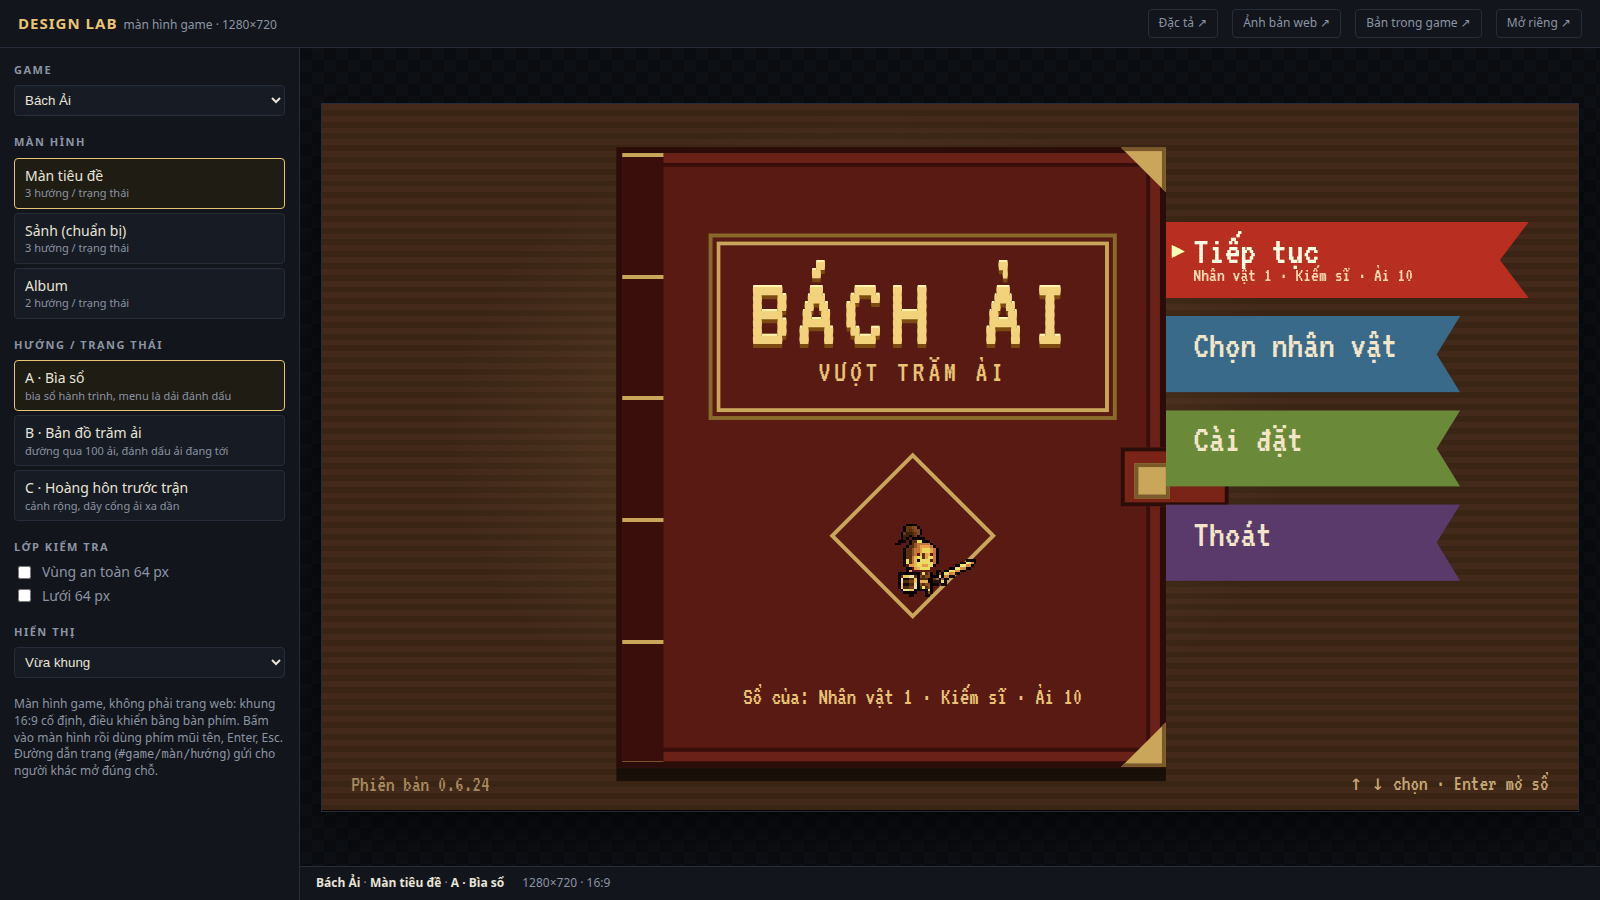 DESIGN LAB màn hình game · 1280×720
Đặc tả ↗
Ảnh bản web ↗
Bản trong game ↗
Mở riêng ↗
GAME
Bách Ải
MÀN HÌNH
Màn tiêu đề
3 hướng / trạng thái
Sảnh (chuẩn bị)
3 hướng / trạng thái
Album
2 hướng / trạng thái
HƯỚNG / TRẠNG THÁI
A · Bìa sổ
bìa sổ hành trình, menu là dải đánh dấu
B · Bản đồ trăm ải
đường qua 100 ải, đánh dấu ải đang tới
C · Hoàng hôn trước trận
cảnh rộng, dãy cổng ải xa dần
LỚP KIỂM TRA
Vùng an toàn 64 px
Lưới 64 px
HIỂN THỊ
Vừa khung
Màn hình game, không phải trang web: khung
16:9 cố định, điều khiển bằng bàn phím. Bấm
vào màn hình rồi dùng phím mũi tên, Enter, Esc.
Đường dẫn trang (#game/màn/hướng) gửi cho
người khác mở đúng chỗ.
BÁCH ẢI
VƯỢT TRĂM ẢI
Sổ của: Nhân vật 1 · Kiếm sĩ · Ải 10
▶ Tiếp tục
Nhân vật 1 · Kiếm sĩ · Ải 10
Chọn nhân vật
Cài đặt
Thoát
Phiên bản 0.6.24
↑ ↓ chọn · Enter mở sổ
Bách Ải · Màn tiêu đề · A · Bìa sổ 1280×720 · 16:9